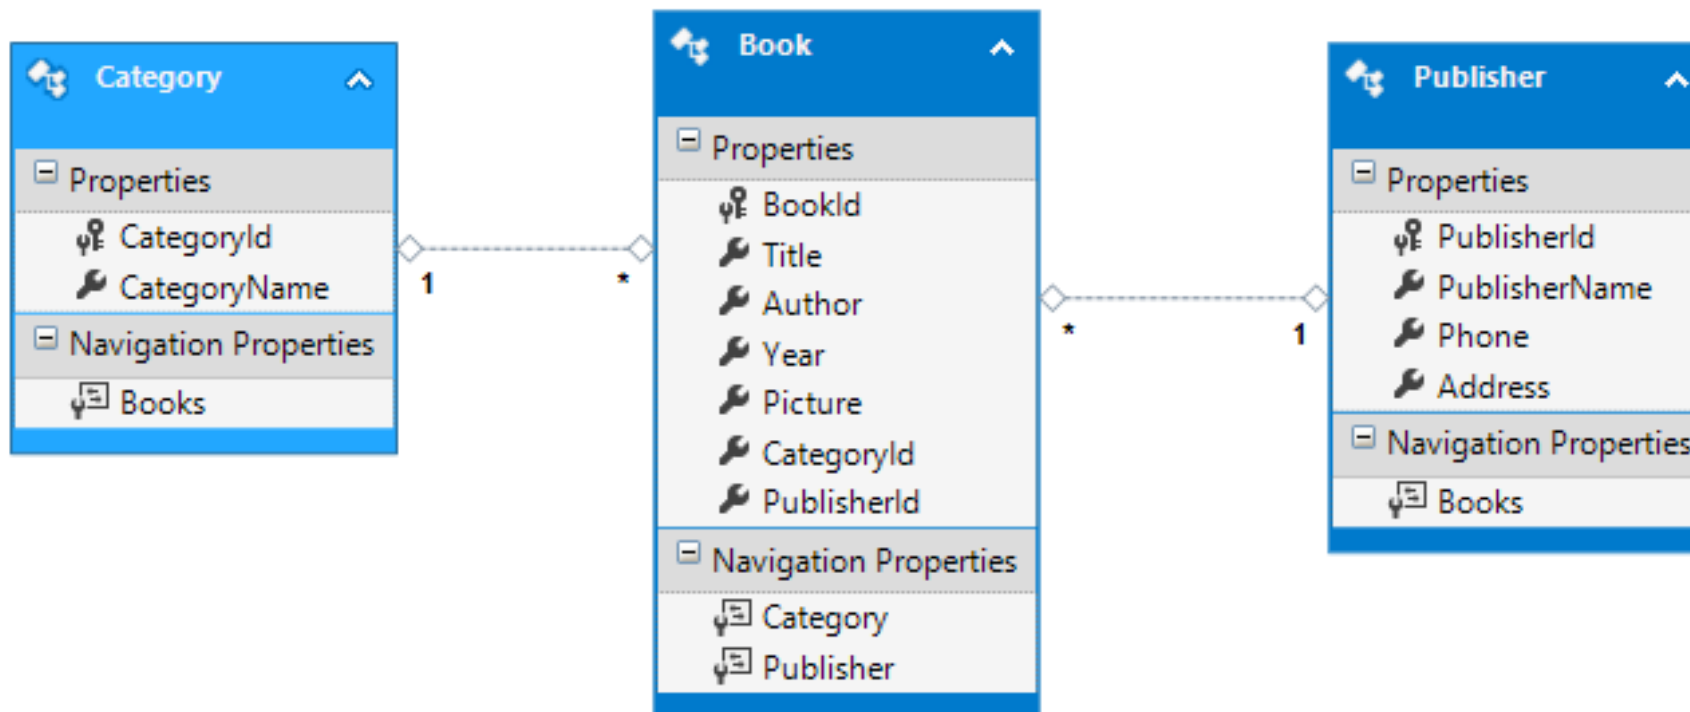 Category
Properties
CategoryId
CategoryName
Navigation Properties
Books
1
*
Book
Properties
BookId
Title
Author
Year
Picture
CategoryId
PublisherId
Navigation Properties
Category
Publisher
*
1
Publisher
Properties
PublisherId
PublisherName
Phone
Address
Navigation Properties
Books